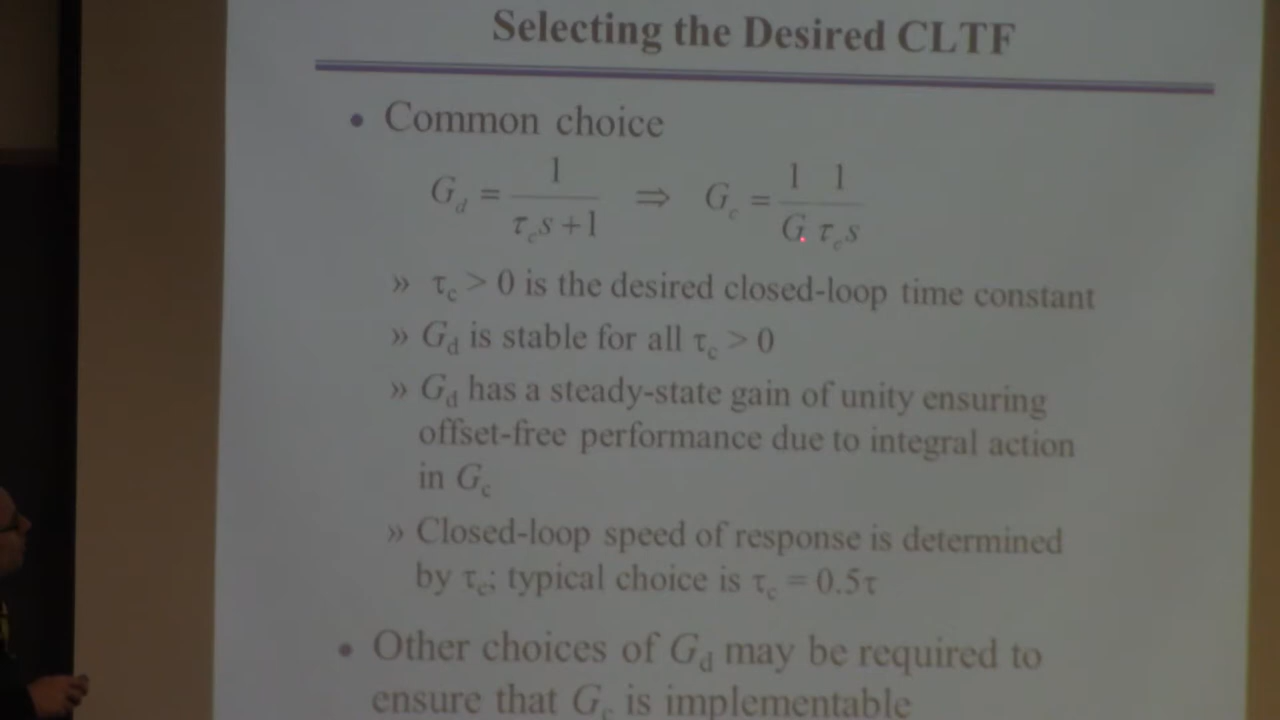 Selecting the Desired CLTF
• Common choice
G_d = 1 / (τ_c s + 1) ⇒ G_c = 1 1 / G τ_c s
» τ_c > 0 is the desired closed-loop time constant
» G_d is stable for all τ_c > 0
» G_d has a steady-state gain of unity ensuring
offset-free performance due to integral action
in G_c
» Closed-loop speed of response is determined
by τ_c; typical choice is τ_c = 0.5τ
• Other choices of G_d may be required to
ensure that G_c is implementable